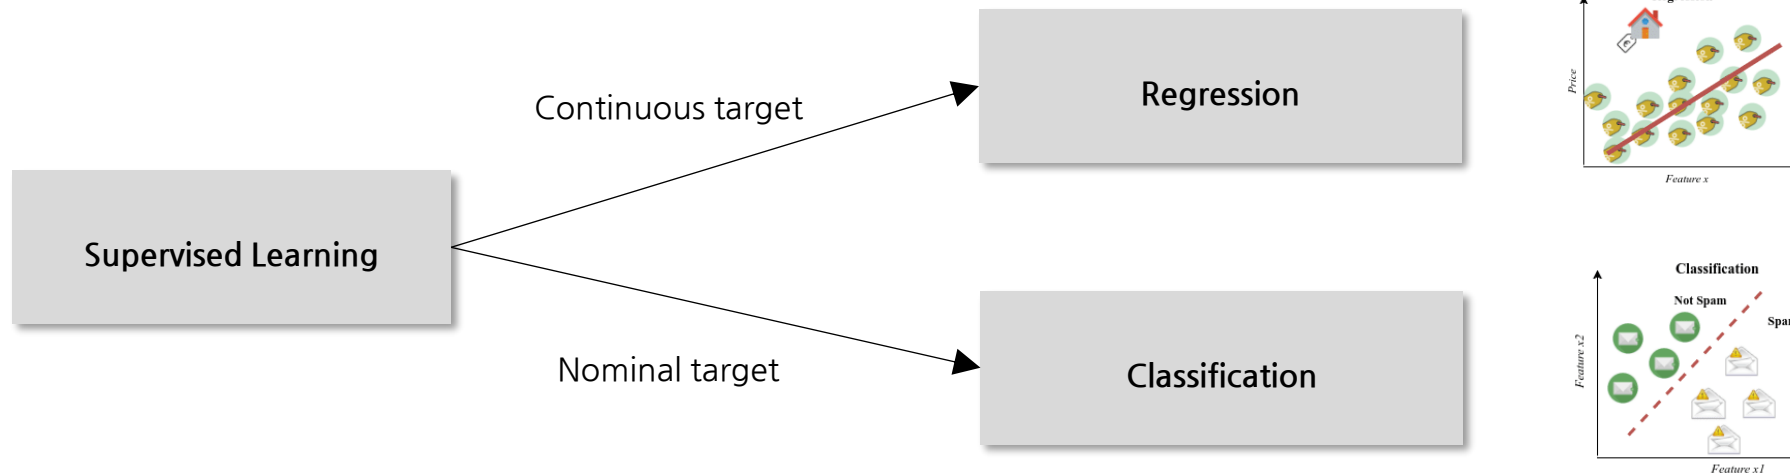 Supervised Learning
Continuous target
Nominal target
Regression
Classification
Price
Feature x
Classification
Not Spam
Feature x2
Feature x1